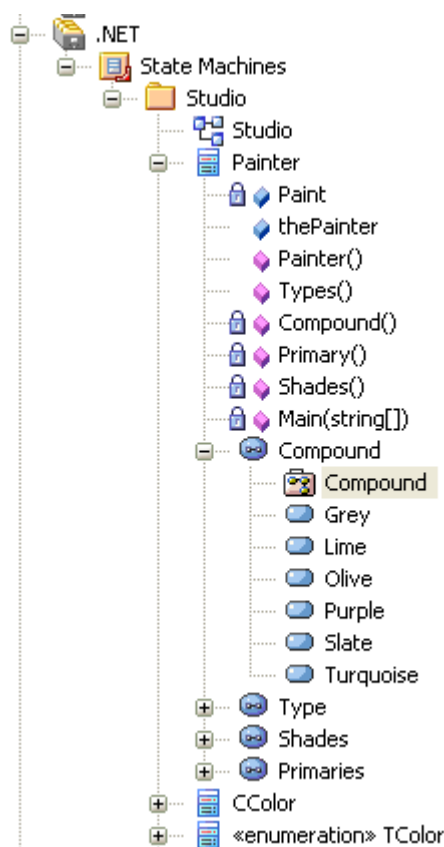 .NET
State Machines
Studio
Studio
Painter
Paint
thePainter
Painter()
Types()
Compound()
Primary()
Shades()
Main(string[])
Compound
Compound
Grey
Lime
Olive
Purple
Slate
Turquoise
Type
Shades
Primaries
CColor
«enumeration» TColor